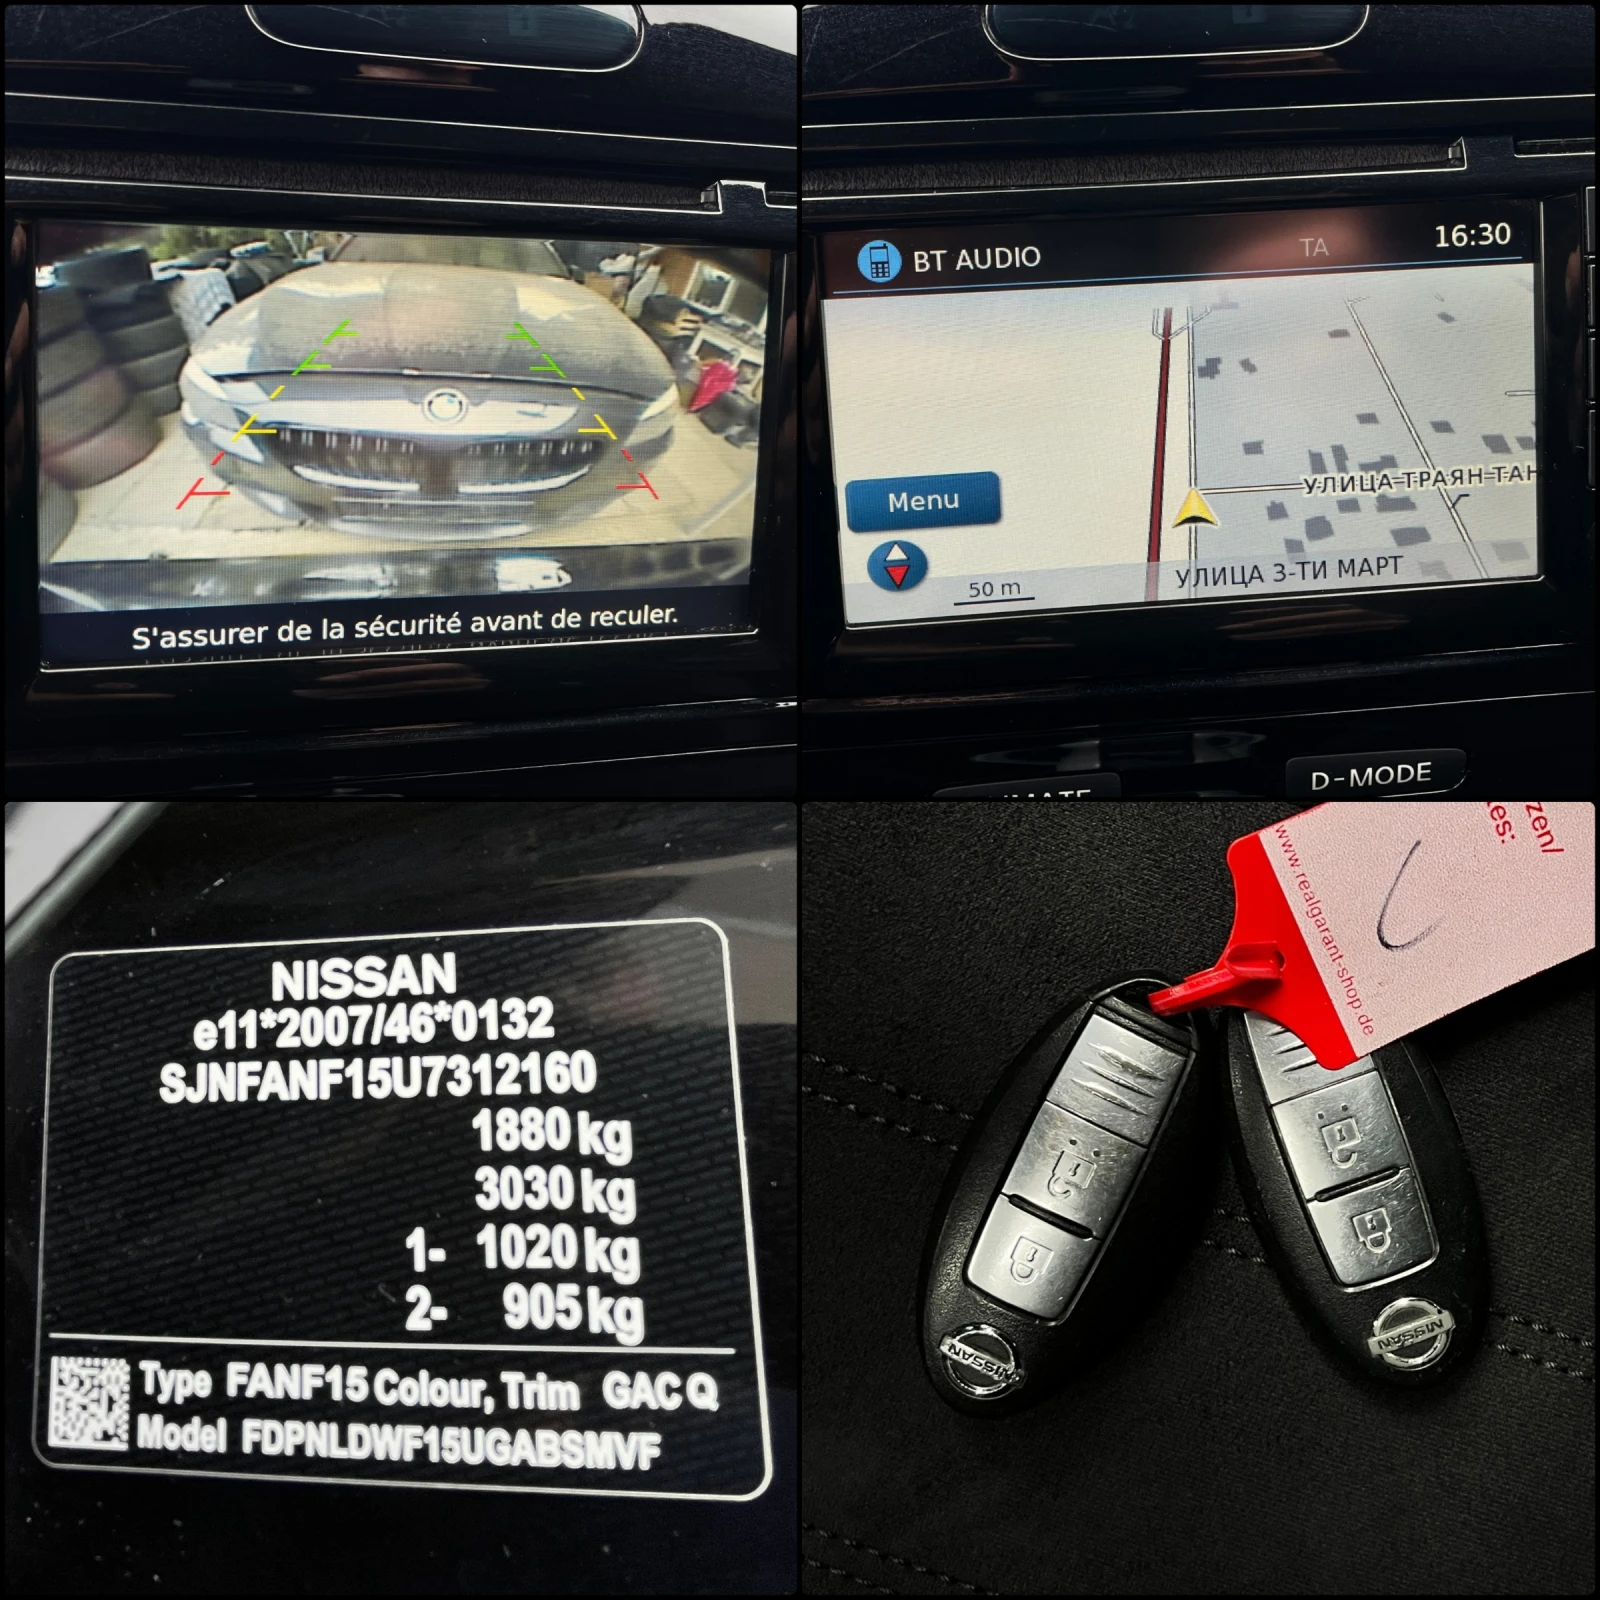 S'assurer de la sécurité avant de reculer.
BT AUDIO
TA
16:30
Menu
50 m
УЛИЦА ТРАЯН ТАН
УЛИЦА 3-ТИ МАРТ
D-MODE
NISSAN
e11*2007/46*0132
SJNFANF15U7312160
1880 kg
3030 kg
1- 1020 kg
2- 905 kg
Type FANF15 Colour, Trim GAC Q
Model FDPNLDWF15UGABSMVF
zen/
kes:
www.realgarant-shop.de
NISSAN
NISSAN